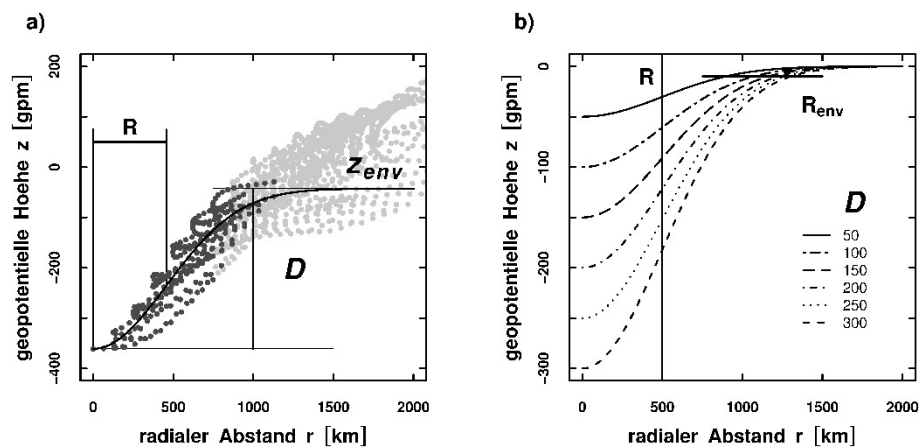 a)
geopotentielle Hoehe z [gpm]
200
0
-200
-400
R
z_env
D
0 500 1000 1500 2000
radialer Abstand r [km]
b)
geopotentielle Hoehe z [gpm]
0
-100
-200
-300
R
R_env
D
50
100
150
200
250
300
0 500 1000 1500 2000
radialer Abstand r [km]